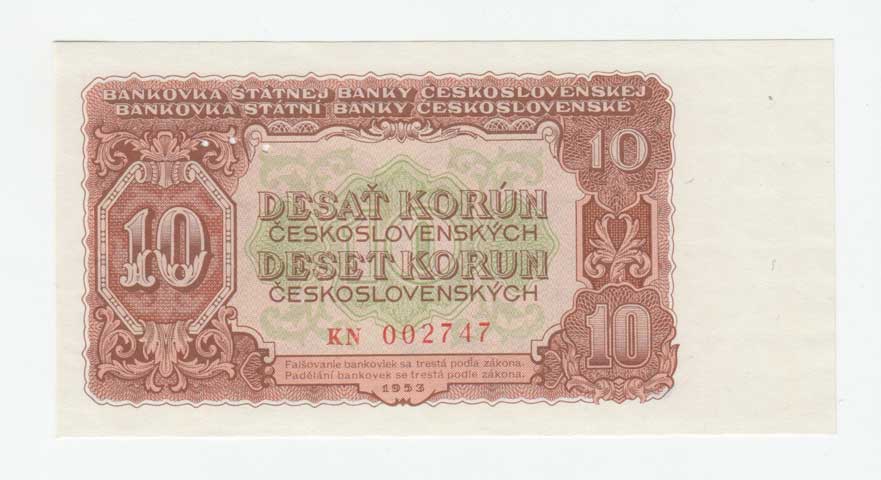 BANKOVKA ŠTÁTNEJ BANKY ČESKOSLOVENSKEJ
BANKOVKA STÁTNÍ BANKY ČESKOSLOVENSKÉ
10
10
DESAŤ KORÚN
ČESKOSLOVENSKÝCH
DESET KORUN
ČESKOSLOVENSKÝCH
KN 002747
10
Falšovanie bankoviek sa trestá podľa zákona.
Padělání bankovek se trestá podle zákona.
1953